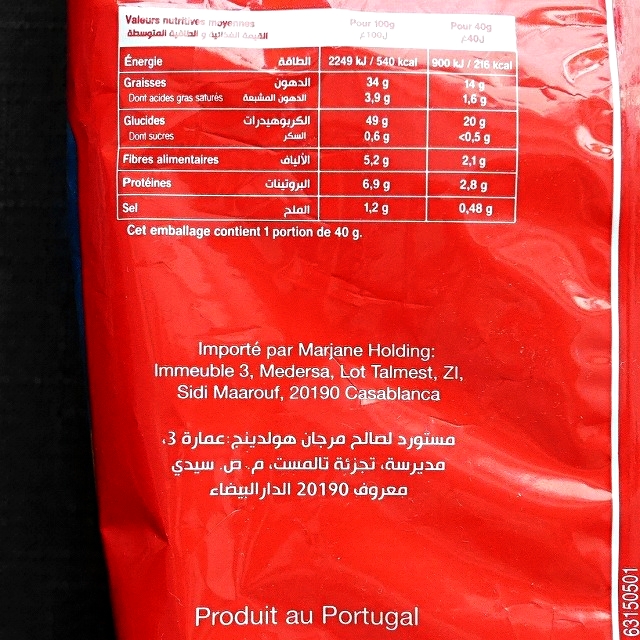 Valeurs nutritives moyennes Pour 100g Pour 40g
القيمة الغذائية و الطاقية المتوسطة ل100غ ل40غ
Énergie الطاقة 2249 kJ / 540 kcal 900 kJ / 216 kcal
Graisses الدهون 34 g 14 g
Dont acides gras saturés الدهون المشبعة 3,9 g 1,6 g
Glucides الكربوهيدرات 49 g 20 g
Dont sucres السكر 0,6 g <0,5 g
Fibres alimentaires الألياف 5,2 g 2,1 g
Protéines البروتينات 6,9 g 2,8 g
Sel الملح 1,2 g 0,48 g
Cet emballage contient 1 portion de 40 g.
Importé par Marjane Holding:
Immeuble 3, Medersa, Lot Talmest, ZI,
Sidi Maarouf, 20190 Casablanca
مستورد لصالح مرجان هولدينج:عمارة 3،
مديرسة، تجزئة تالمست، م. ص. سيدي
معروف 20190 الدارالبيضاء
Produit au Portugal
63150501